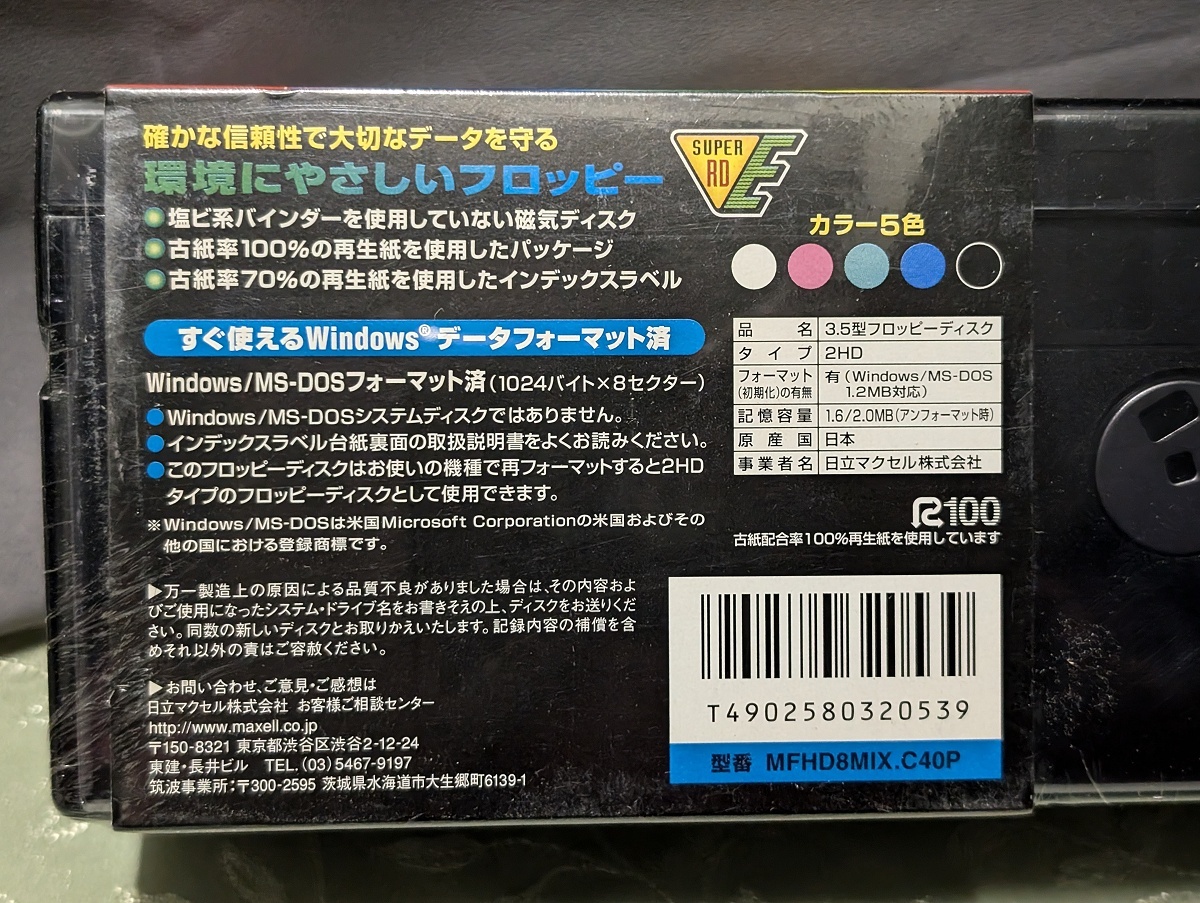 確かな信頼性で大切なデータを守る
環境にやさしいフロッピー
塩ビ系バインダーを使用していない磁気ディスク
古紙率100%の再生紙を使用したパッケージ
古紙率70%の再生紙を使用したインデックスラベル
SUPER
RD
E
カラー5色
すぐ使えるWindows®データフォーマット済
Windows/MS-DOSフォーマット済(1024バイト×8セクター)
●Windows/MS-DOSシステムディスクではありません。
●インデックスラベル台紙裏面の取扱説明書をよくお読みください。
●このフロッピーディスクはお使いの機種で再フォーマットすると2HD
タイプのフロッピーディスクとして使用できます。
※Windows/MS-DOSは米国Microsoft Corporationの米国およびその
他の国における登録商標です。
品名 3.5型フロッピーディスク
タイプ 2HD
フォーマット(初期化)の有無 有(Windows/MS-DOS
1.2MB対応)
記憶容量 1.6/2.0MB(アンフォーマット時)
原産国 日本
事業者名 日立マクセル株式会社
R100
古紙配合率100%再生紙を使用しています
▶万一製造上の原因による品質不良がありました場合は、その内容およ
びご使用になったシステム・ドライブ名をお書きそえの上、ディスクをお送りくだ
さい。同数の新しいディスクとお取りかえいたします。記録内容の補償を含
めそれ以外の責はご容赦ください。
▶お問い合わせ、ご意見・ご感想は
日立マクセル株式会社 お客様ご相談センター
http://www.maxell.co.jp
〒150-8321 東京都渋谷区渋谷2-12-24
東建・長井ビル TEL.(03)5467-9197
筑波事業所:〒300-2595 茨城県水海道市大生郷町6139-1
T4902580320539
型番 MFHD8MIX.C40P